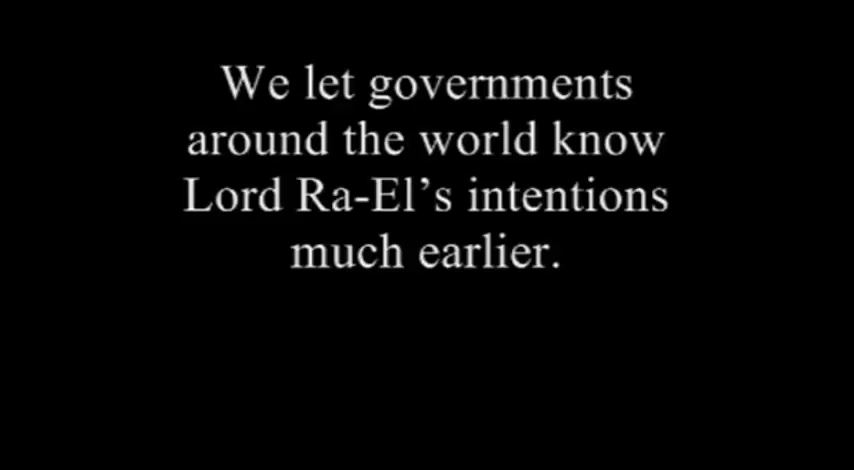 We let governments
around the world know
Lord Ra-El’s intentions
much earlier.